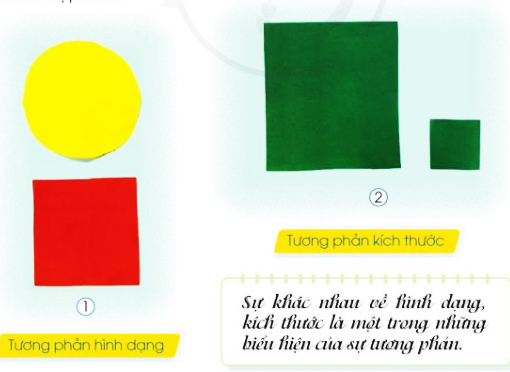 1
Tương phản hình dạng
2
Tương phản kích thước
Sự khác nhau về hình dạng,
kích thước là một trong những
biểu hiện của sự tương phản.